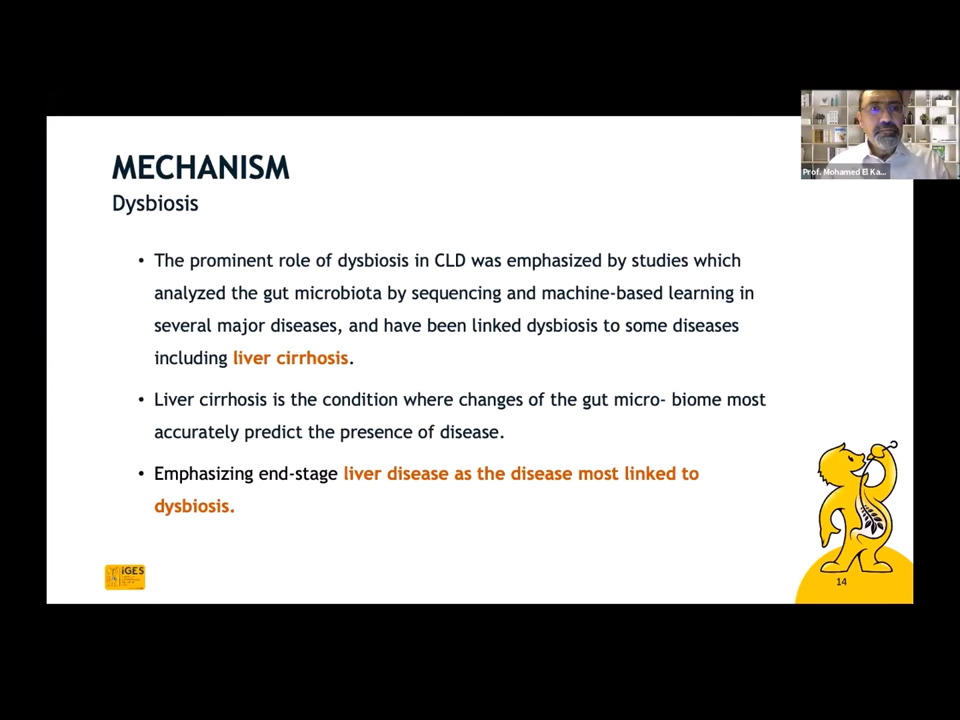 Prof. Mohamed El Ka...
MECHANISM
Dysbiosis
• The prominent role of dysbiosis in CLD was emphasized by studies which
analyzed the gut microbiota by sequencing and machine-based learning in
several major diseases, and have been linked dysbiosis to some diseases
including liver cirrhosis.
• Liver cirrhosis is the condition where changes of the gut micro- biome most
accurately predict the presence of disease.
• Emphasizing end-stage liver disease as the disease most linked to
dysbiosis.
iGES
14